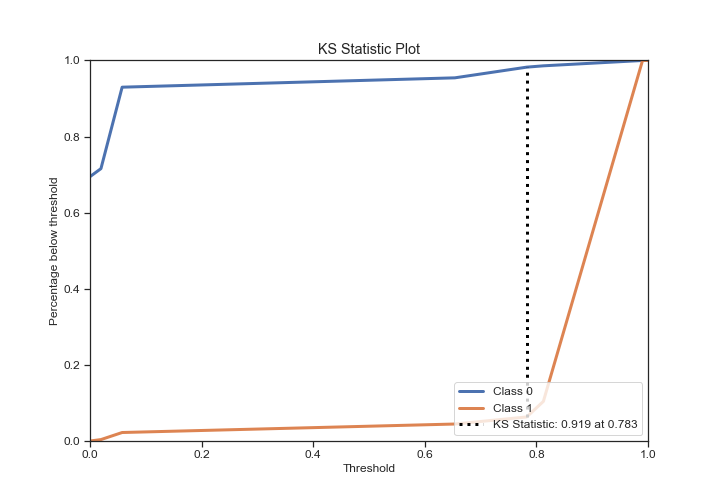 KS Statistic Plot
Percentage below threshold
1.0
0.8
0.6
0.4
0.2
0.0
0.0 0.2 0.4 0.6 0.8 1.0
Threshold
Class 0
Class 1
KS Statistic: 0.919 at 0.783